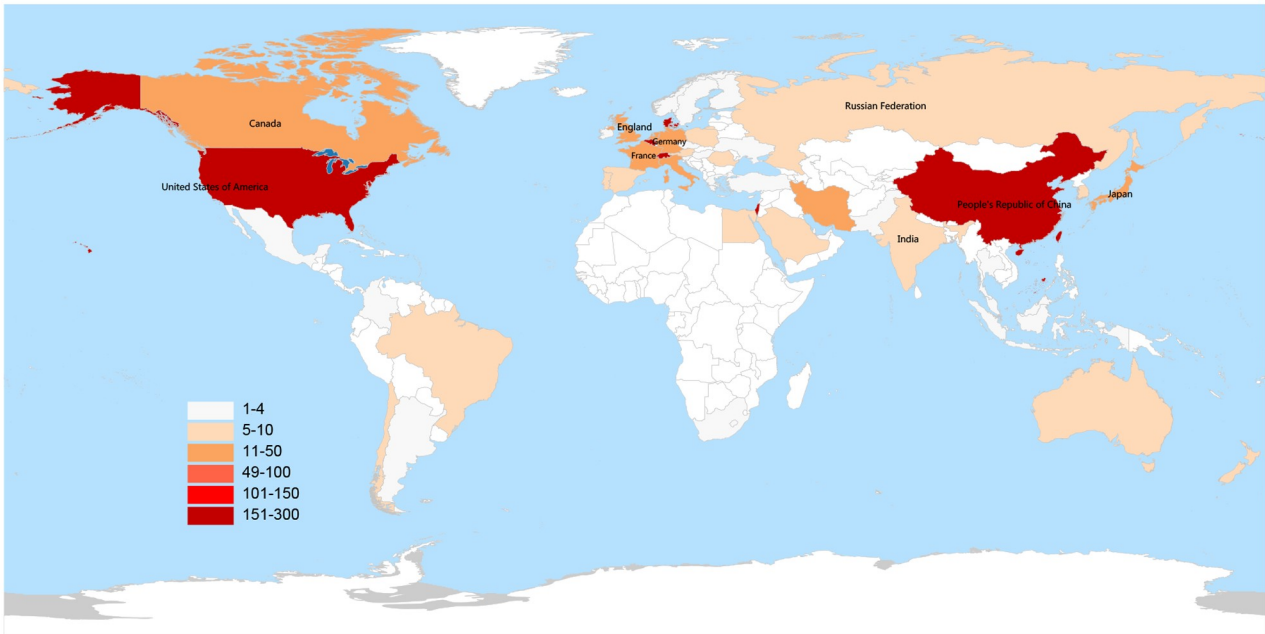 Russian Federation
Canada
England
Germany
France
United States of America
Japan
People's Republic of China
India
1-4
5-10
11-50
49-100
101-150
151-300